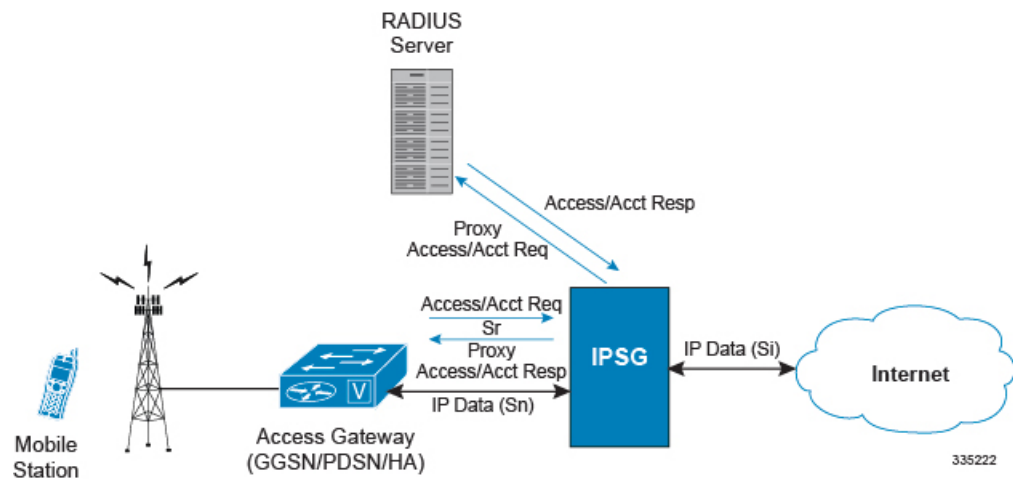 RADIUS
Server
Access/Acct Resp
Proxy
Access/Acct Req
Access/Acct Req
Sr
Proxy
Access/Acct Resp
IP Data (Sn)
IPSG
IP Data (Si)
Internet
V
Mobile
Station
Access Gateway
(GGSN/PDSN/HA)
335222